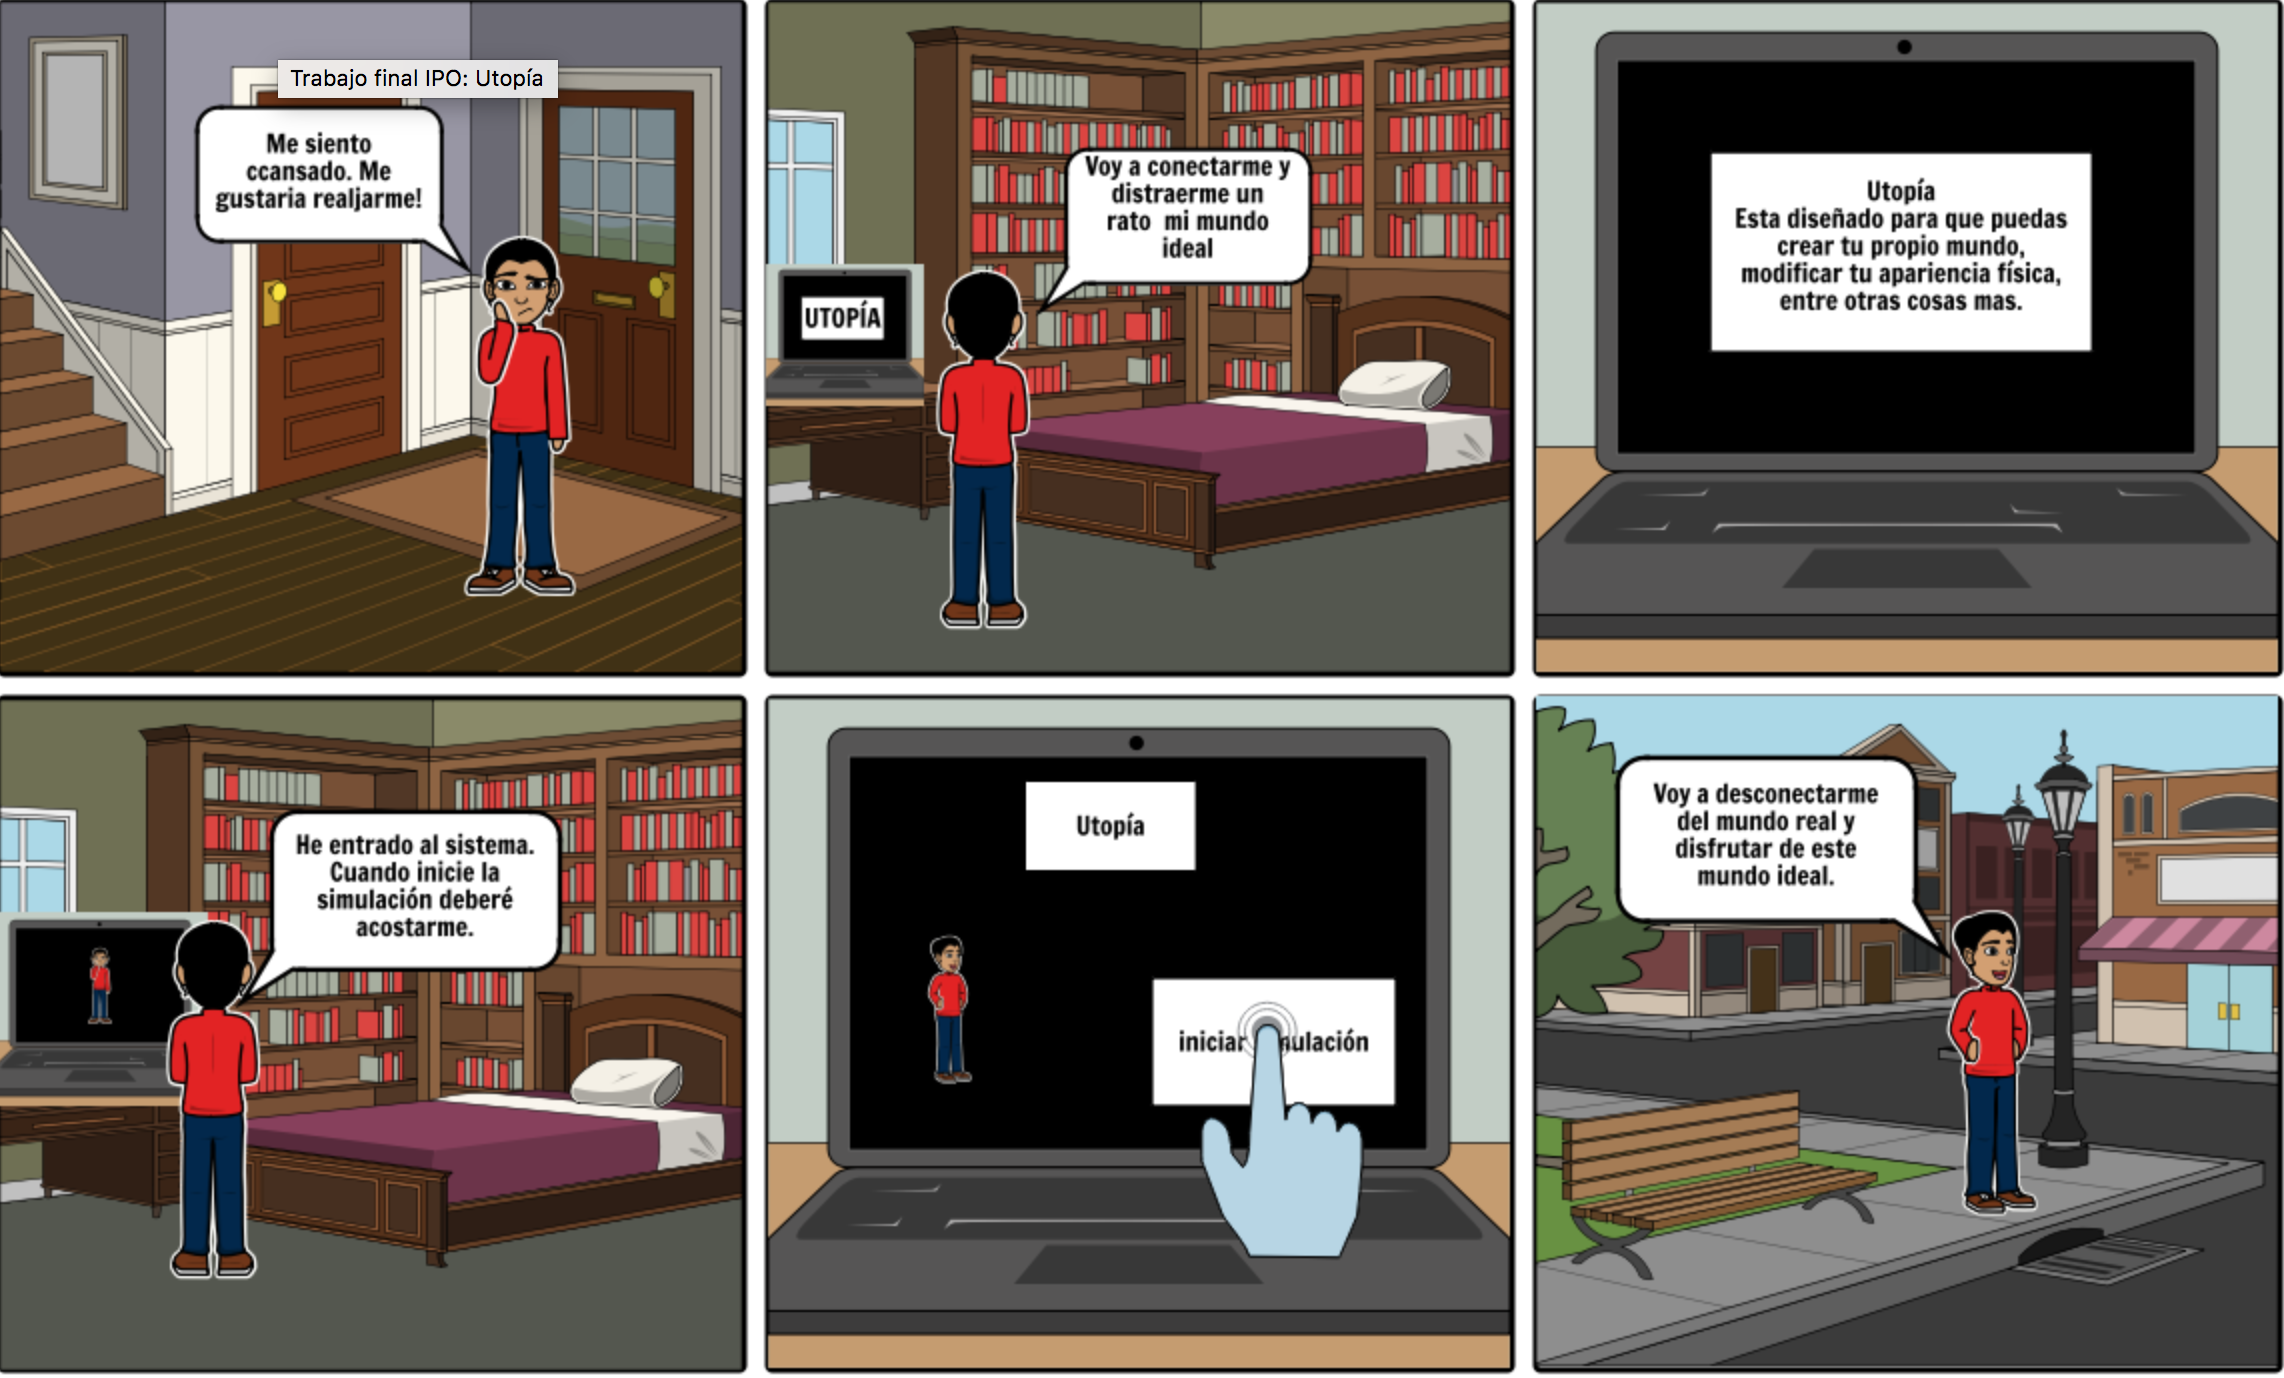 Trabajo final IPO: Utopía
Me siento
ccansado. Me
gustaria realjarme!
Voy a conectarme y
distraerme un
rato mi mundo
ideal
UTOPÍA
Utopía
Esta diseñado para que puedas
crear tu propio mundo,
modificar tu apariencia física,
entre otras cosas mas.
He entrado al sistema.
Cuando inicie la
simulación deberé
acostarme.
Utopía
iniciar mulación
Voy a desconectarme
del mundo real y
disfrutar de este
mundo ideal.